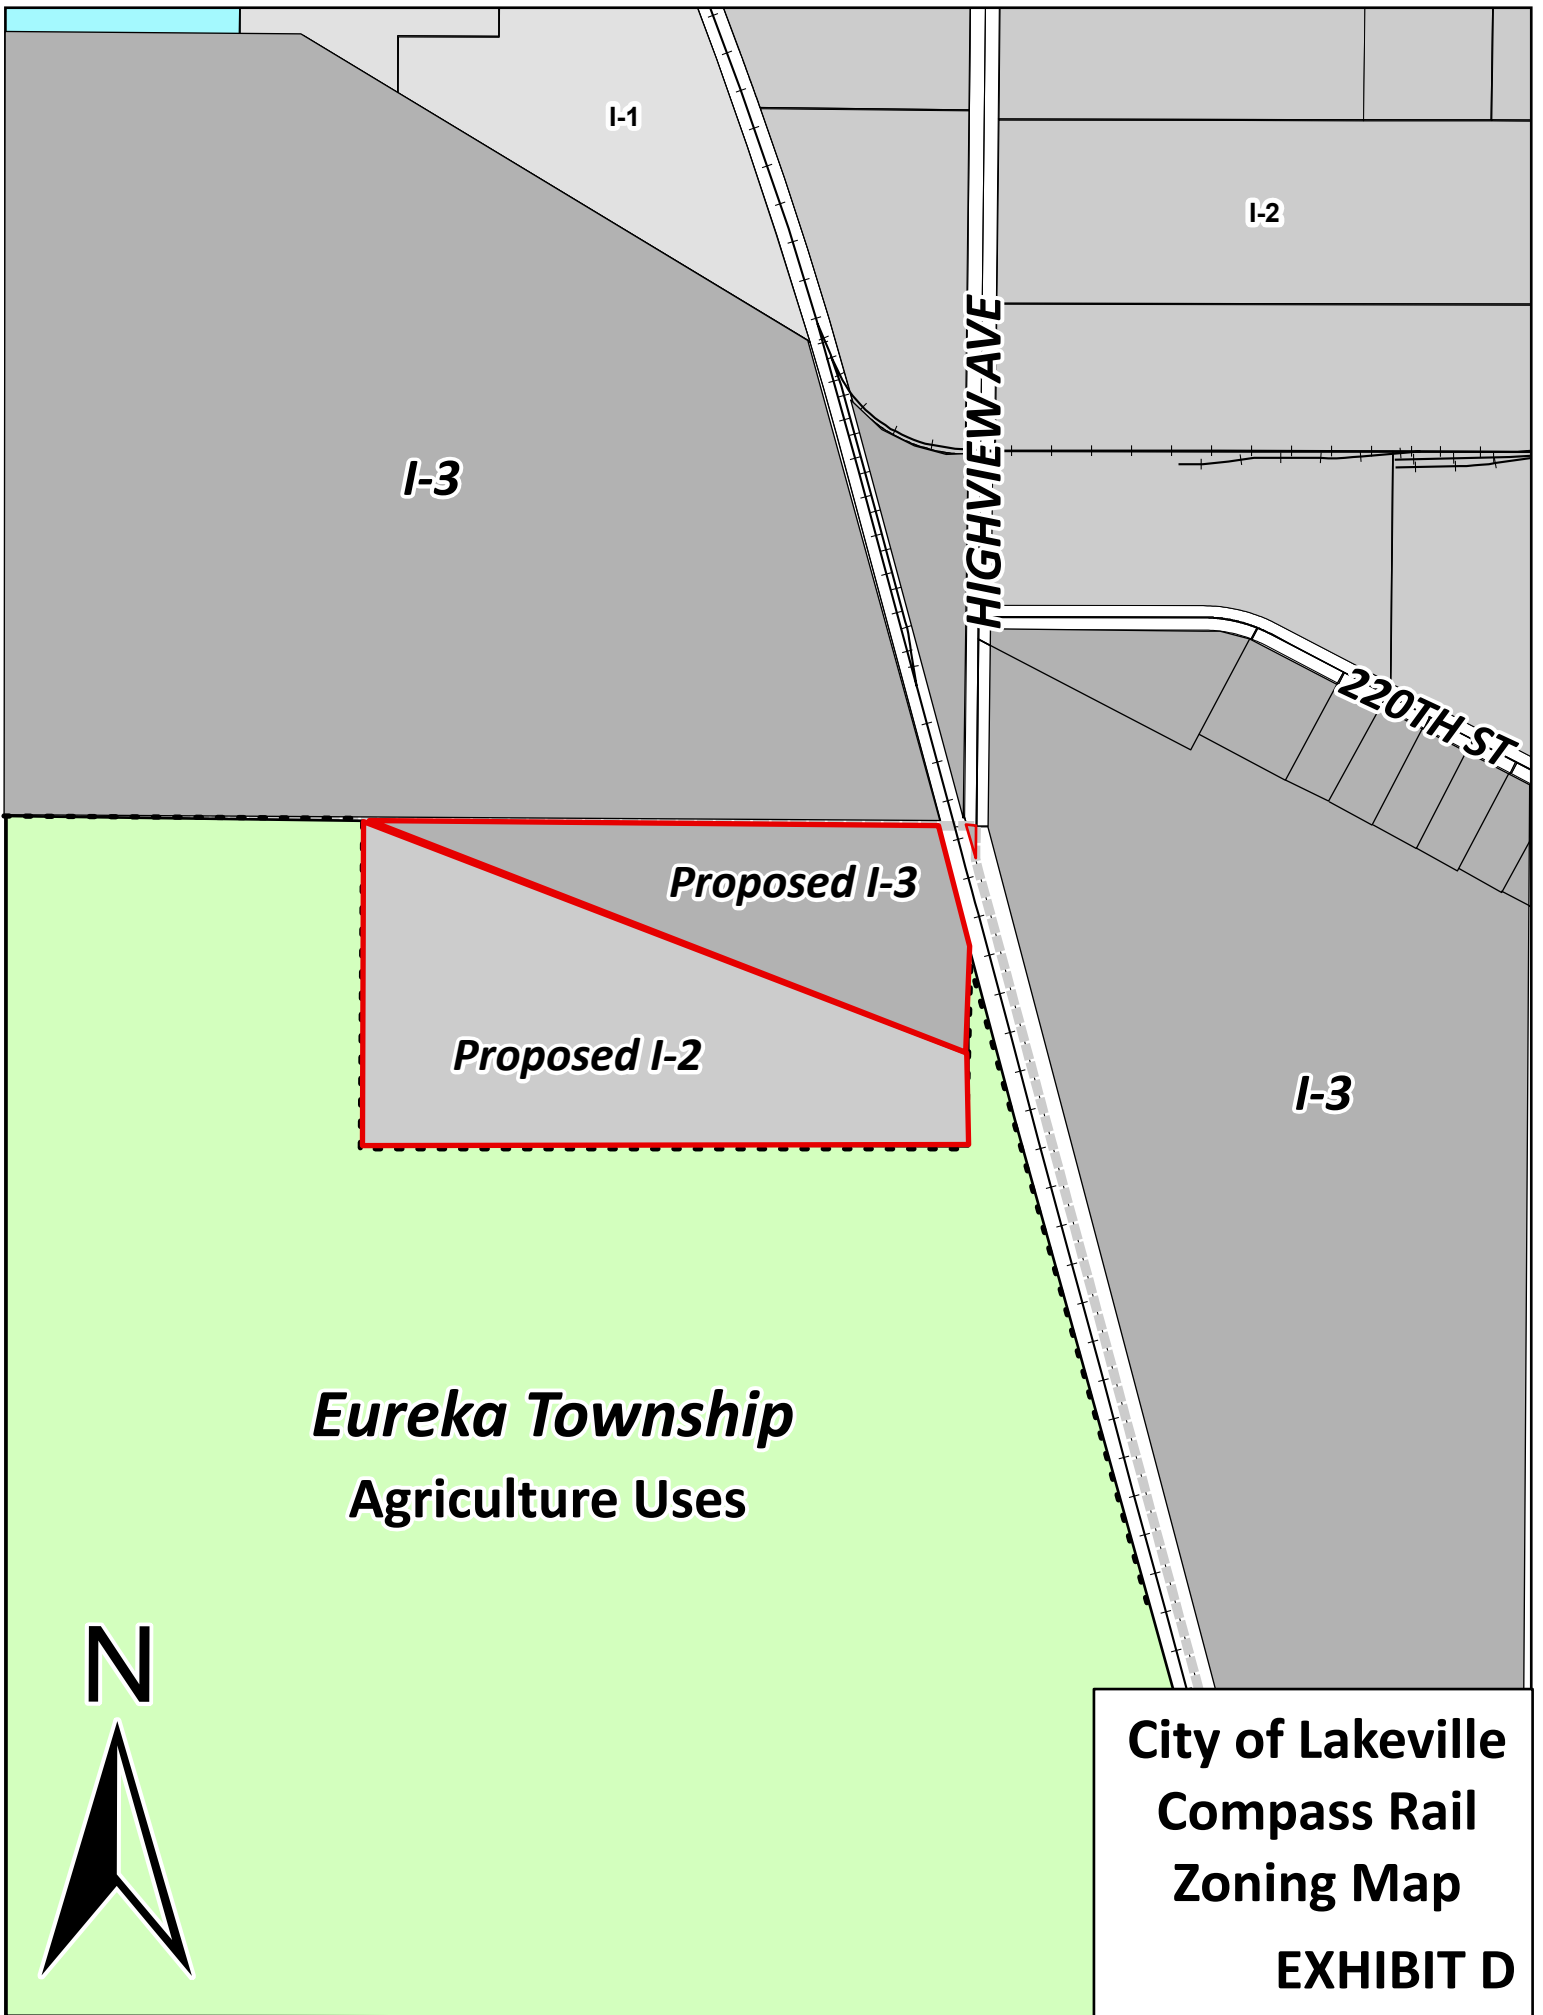 I-1
I-2
HIGHVIEW AVE
I-3
220TH ST
Proposed I-3
Proposed I-2
I-3
Eureka Township
Agriculture Uses
N
City of Lakeville
Compass Rail
Zoning Map
EXHIBIT D